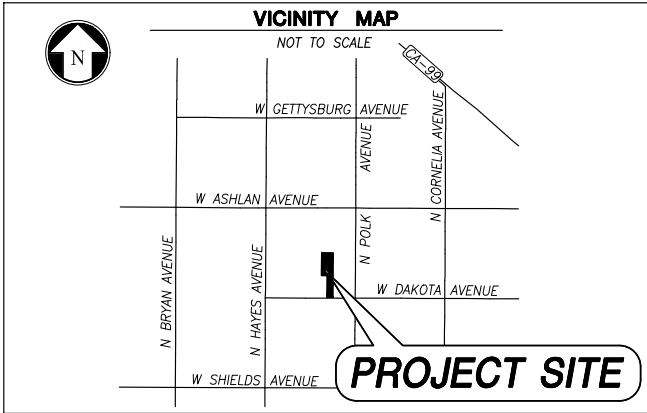 VICINITY MAP
NOT TO SCALE
N
CA-99
W GETTYSBURG AVENUE
N POLK AVENUE
N CORNELIA AVENUE
W ASHLAN AVENUE
N BRYAN AVENUE
N HAYES AVENUE
W DAKOTA AVENUE
W SHIELDS AVENUE
PROJECT SITE